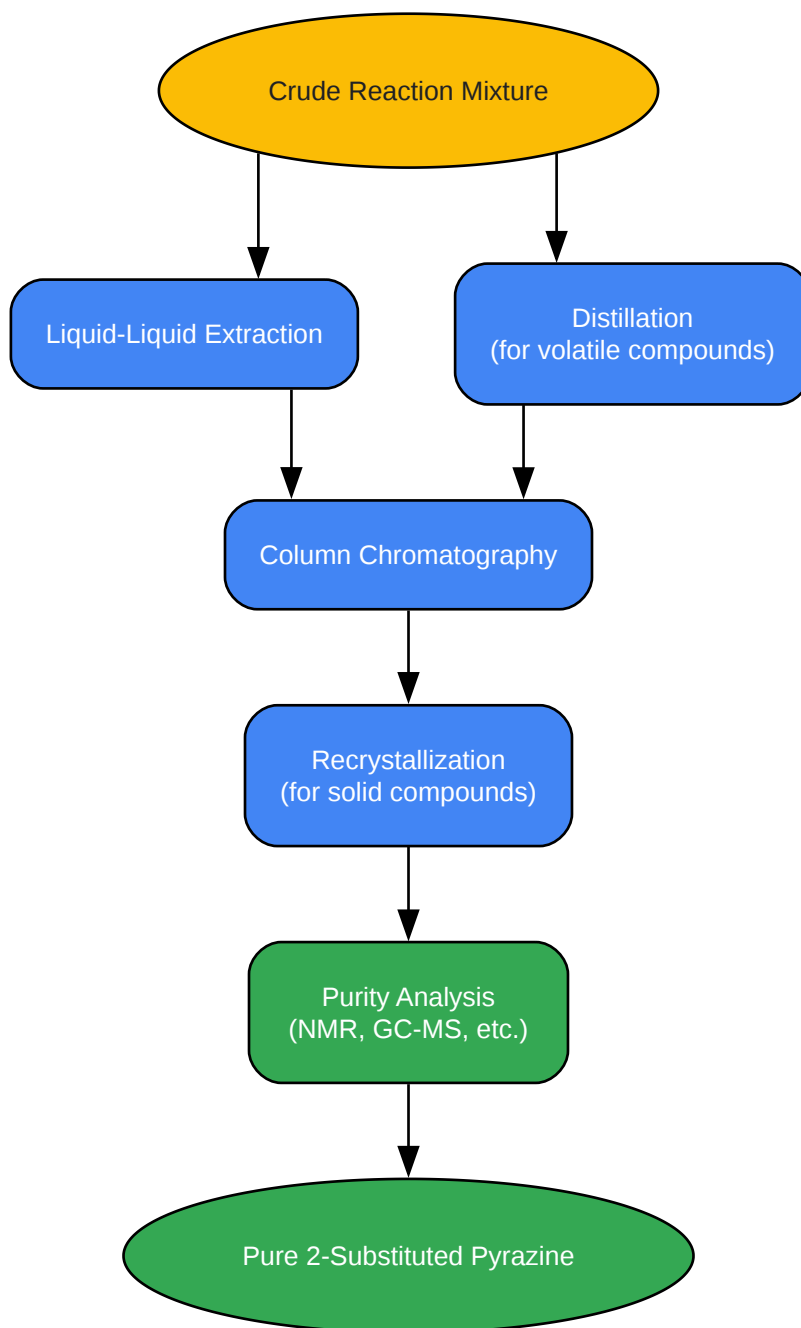 Crude Reaction Mixture
Liquid-Liquid Extraction
Distillation
(for volatile compounds)
Column Chromatography
Recrystallization
(for solid compounds)
Purity Analysis
(NMR, GC-MS, etc.)
Pure 2-Substituted Pyrazine